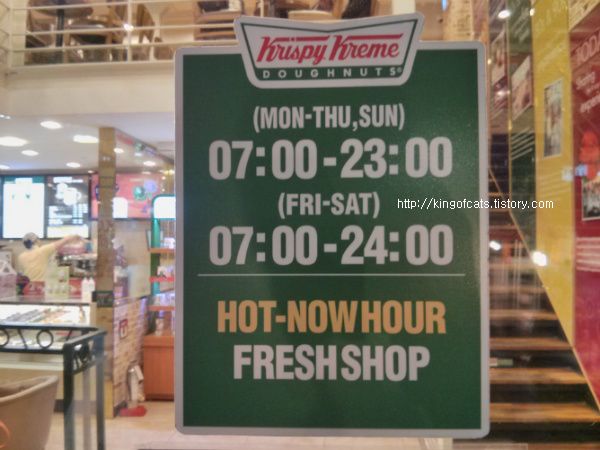 Krispy Kreme
DOUGHNUTS®
(MON-THU,SUN)
07:00-23:00
(FRI-SAT)
http://kingofcats.tistory.com
07:00-24:00
HOT-NOW HOUR
FRESH SHOP